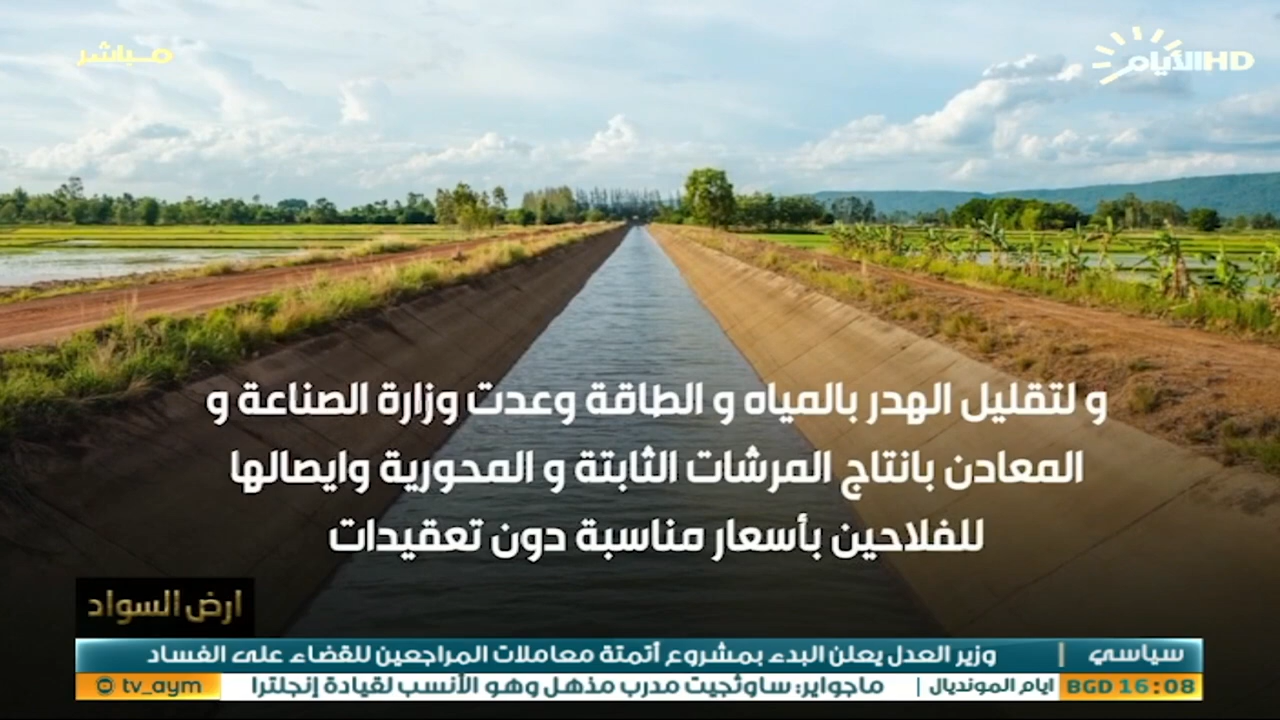 مباشر
الأيام HD
و لتقليل الهدر بالمياه و الطاقة وعدت وزارة الصناعة و
المعادن بانتاج المرشات الثابتة و المحورية وايصالها
للفلاحين بأسعار مناسبة دون تعقيدات
ارض السواد
سياسي | وزير العدل يعلن البدء بمشروع أتمتة معاملات المراجعين للقضاء على الفساد
BGD 16:08 ايام المونديال | ماجواير: ساوثجيت مدرب مذهل وهو الأنسب لقيادة إنجلترا tv_aym